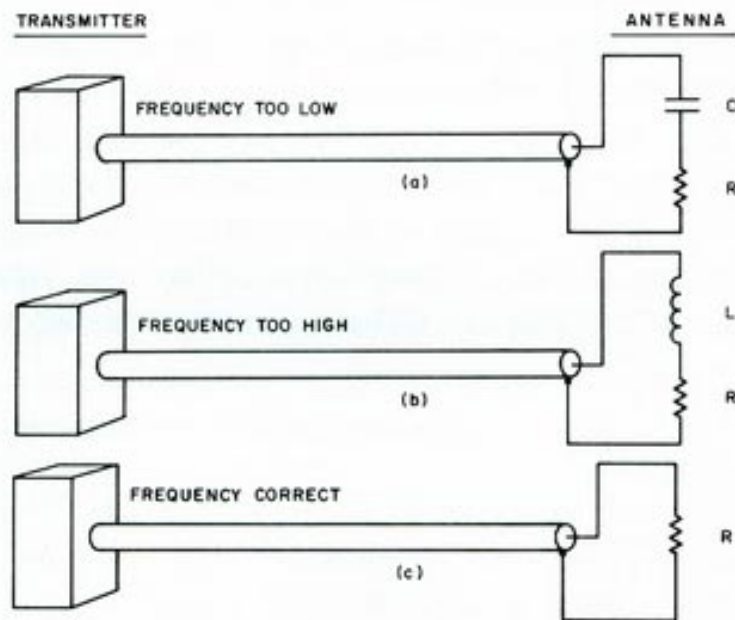 TRANSMITTER
ANTENNA
FREQUENCY TOO LOW
C
(a)
R
FREQUENCY TOO HIGH
L
(b)
R
FREQUENCY CORRECT
R
(c)